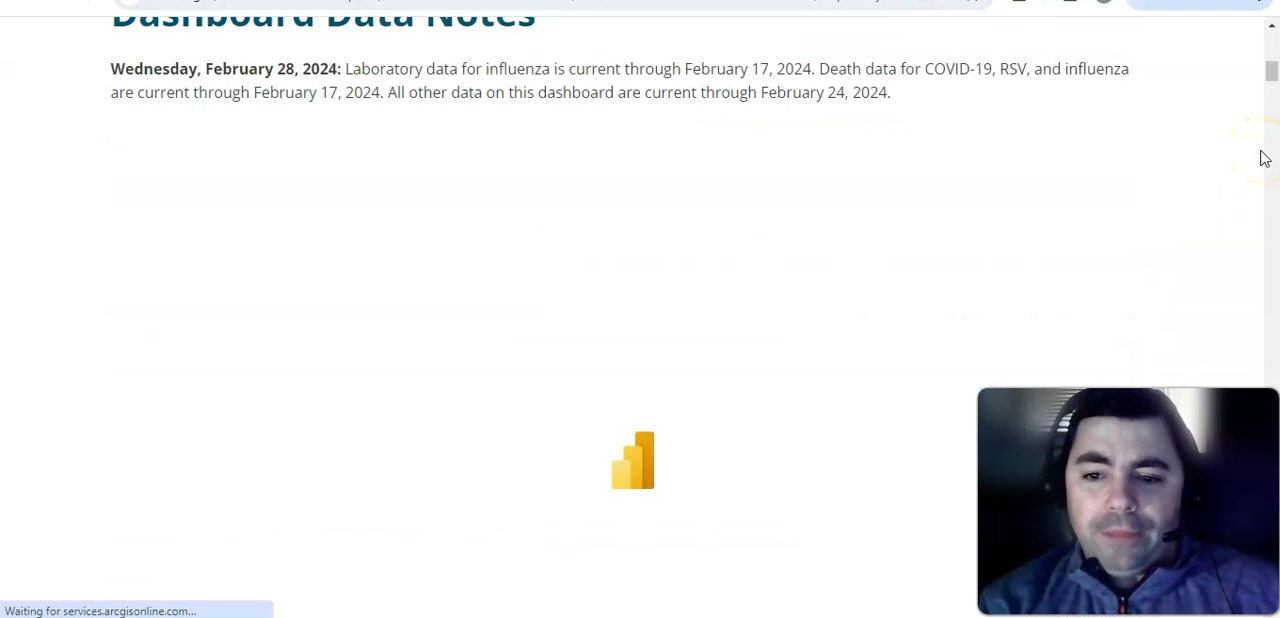 Dashboard Data Notes
Wednesday, February 28, 2024: Laboratory data for influenza is current through February 17, 2024. Death data for COVID-19, RSV, and influenza
are current through February 17, 2024. All other data on this dashboard are current through February 24, 2024.
Waiting for services.arcgisonline.com...